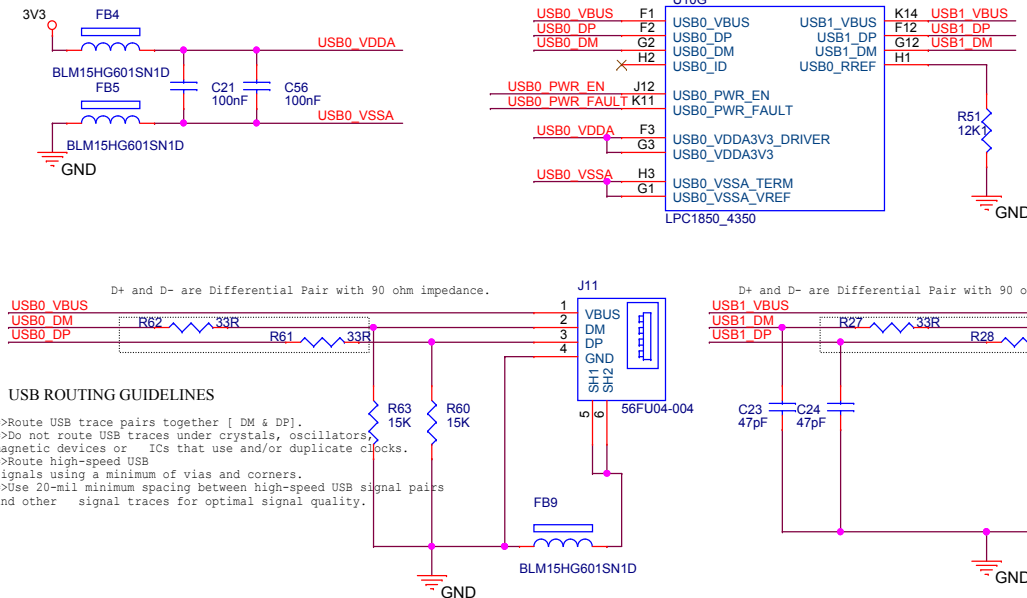 3V3
FB4
USB0_VDDA
BLM15HG601SN1D
FB5
C21
100nF
C56
100nF
USB0_VSSA
BLM15HG601SN1D
GND
U10G
USB0_VBUS F1 USB0_VBUS
USB0_DP F2 USB0_DP
USB0_DM G2 USB0_DM
H2 USB0_ID
USB0_PWR_EN J12 USB0_PWR_EN
USB0_PWR_FAULT K11 USB0_PWR_FAULT
USB0_VDDA F3 USB0_VDDA3V3_DRIVER
G3 USB0_VDDA3V3
USB0_VSSA H3 USB0_VSSA_TERM
G1 USB0_VSSA_VREF
USB1_VBUS K14 USB1_VBUS
USB1_DP F12 USB1_DP
USB1_DM G12 USB1_DM
USB0_RREF H1
R51
12K1
GND
LPC1850_4350
D+ and D- are Differential Pair with 90 ohm impedance.
USB0_VBUS
USB0_DM
USB0_DP
R62 33R
R61 33R
J11
1 VBUS
2 DM
3 DP
4 GND
SH1
SH2
5
6
56FU04-004
R63
15K
R60
15K
USB ROUTING GUIDELINES
>Route USB trace pairs together [ DM & DP].
>Do not route USB traces under crystals, oscillators,
agnetic devices or ICs that use and/or duplicate clocks.
>Route high-speed USB
ignals using a minimum of vias and corners.
>Use 20-mil minimum spacing between high-speed USB signal pairs
nd other signal traces for optimal signal quality.
FB9
BLM15HG601SN1D
GND
D+ and D- are Differential Pair with 90 o
USB1_VBUS
USB1_DM
USB1_DP
R27 33R
R28
C23
47pF
C24
47pF
GND